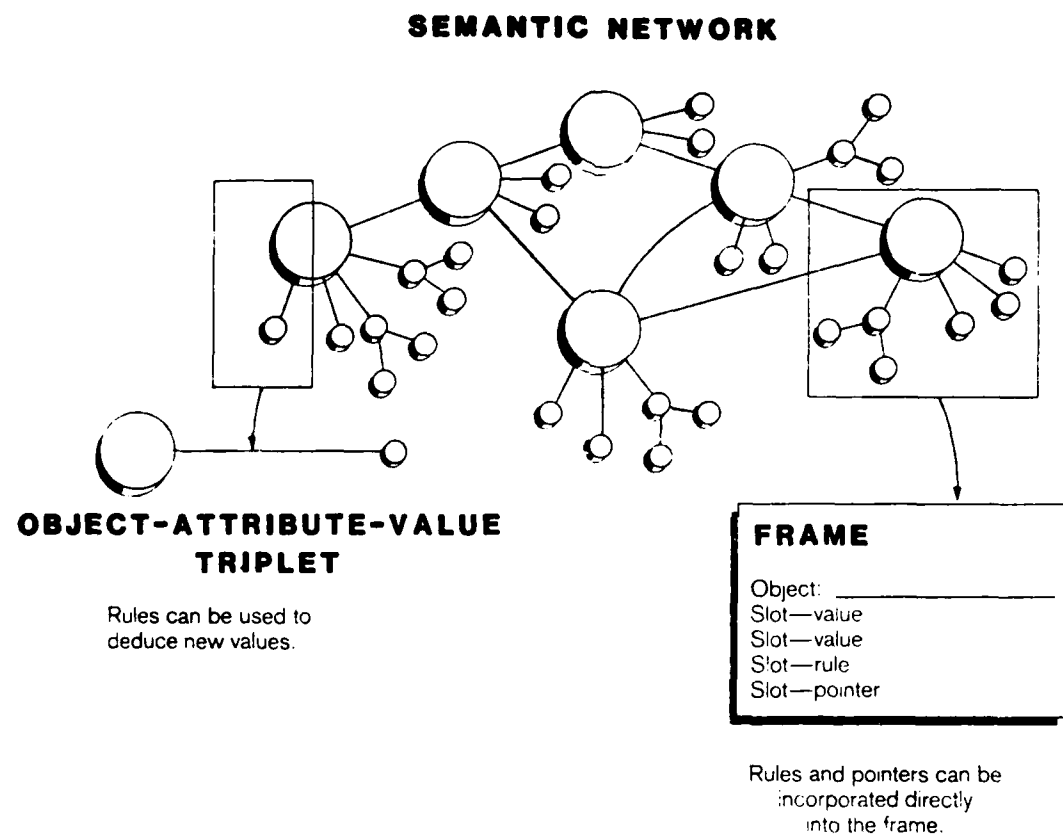 SEMANTIC NETWORK
OBJECT-ATTRIBUTE-VALUE
TRIPLET
Rules can be used to
deduce new values.
FRAME
Object:
Slot—value
Slot—value
Slot—rule
Slot—pointer
Rules and pointers can be
incorporated directly
into the frame.